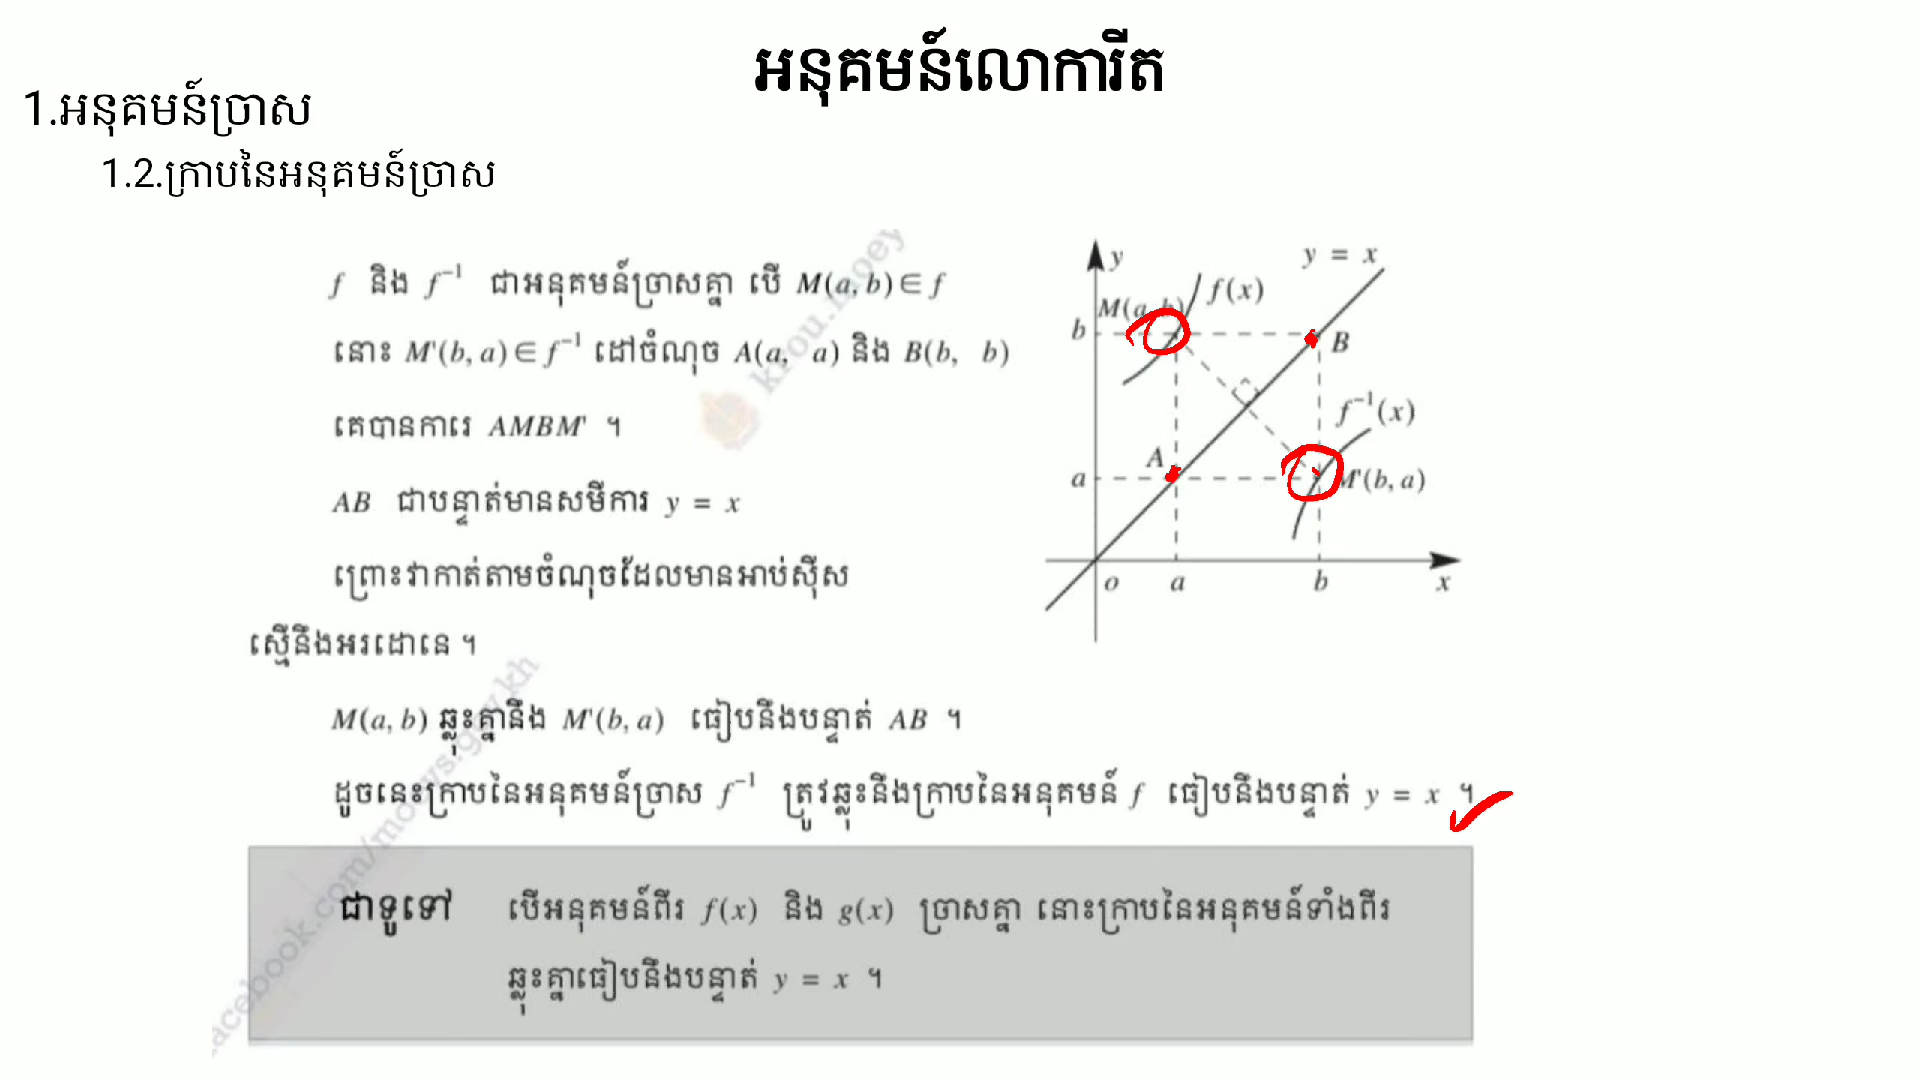 អនុគមន៍លោការីត
1.អនុគមន៍ច្រាស
1.2.ក្រាបនៃអនុគមន៍ច្រាស
f និង f⁻¹ ជាអនុគមន៍ច្រាសគ្នា បើ M(a, b) ∈ f
នោះ M'(b, a) ∈ f⁻¹ ដៅចំណុច A(a, a) និង B(b, b)
គេបានការេ AMBM' ។
AB ជាបន្ទាត់មានសមីការ y = x
ព្រោះវាកាត់តាមចំណុចដែលមានអាប់ស៊ីស
ស្មើនឹងអរដោនេ ។
M(a, b) ឆ្លុះគ្នានឹង M'(b, a) ធៀបនឹងបន្ទាត់ AB ។
ដូចនេះក្រាបនៃអនុគមន៍ច្រាស f⁻¹ ត្រូវឆ្លុះនឹងក្រាបនៃអនុគមន៍ f ធៀបនឹងបន្ទាត់ y = x ។
ជាទូទៅ បើអនុគមន៍ពីរ f(x) និង g(x) ច្រាសគ្នា នោះក្រាបនៃអនុគមន៍ទាំងពីរ
ឆ្លុះគ្នាធៀបនឹងបន្ទាត់ y = x ។
y
y = x
f(x)
M(a, b)
b
B
f⁻¹(x)
A
a
M'(b, a)
o
a
b
x